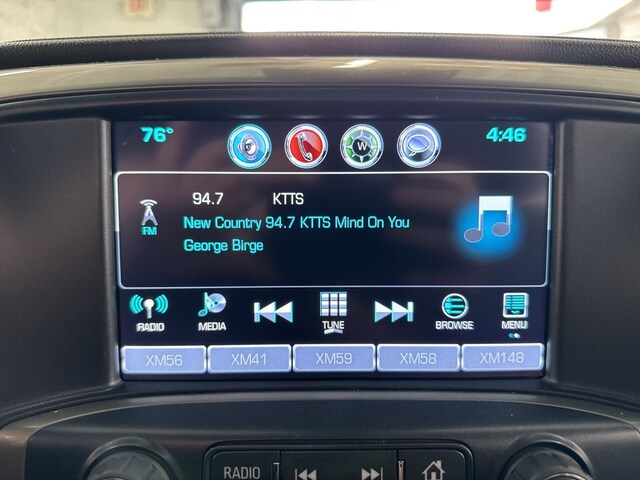 EXIT
76° 4:46
W
94.7 KTTS
New Country 94.7 KTTS Mind On You
George Birge
FM
RADIO MEDIA TUNE BROWSE MENU
XM56 XM41 XM59 XM58 XM148
RADIO